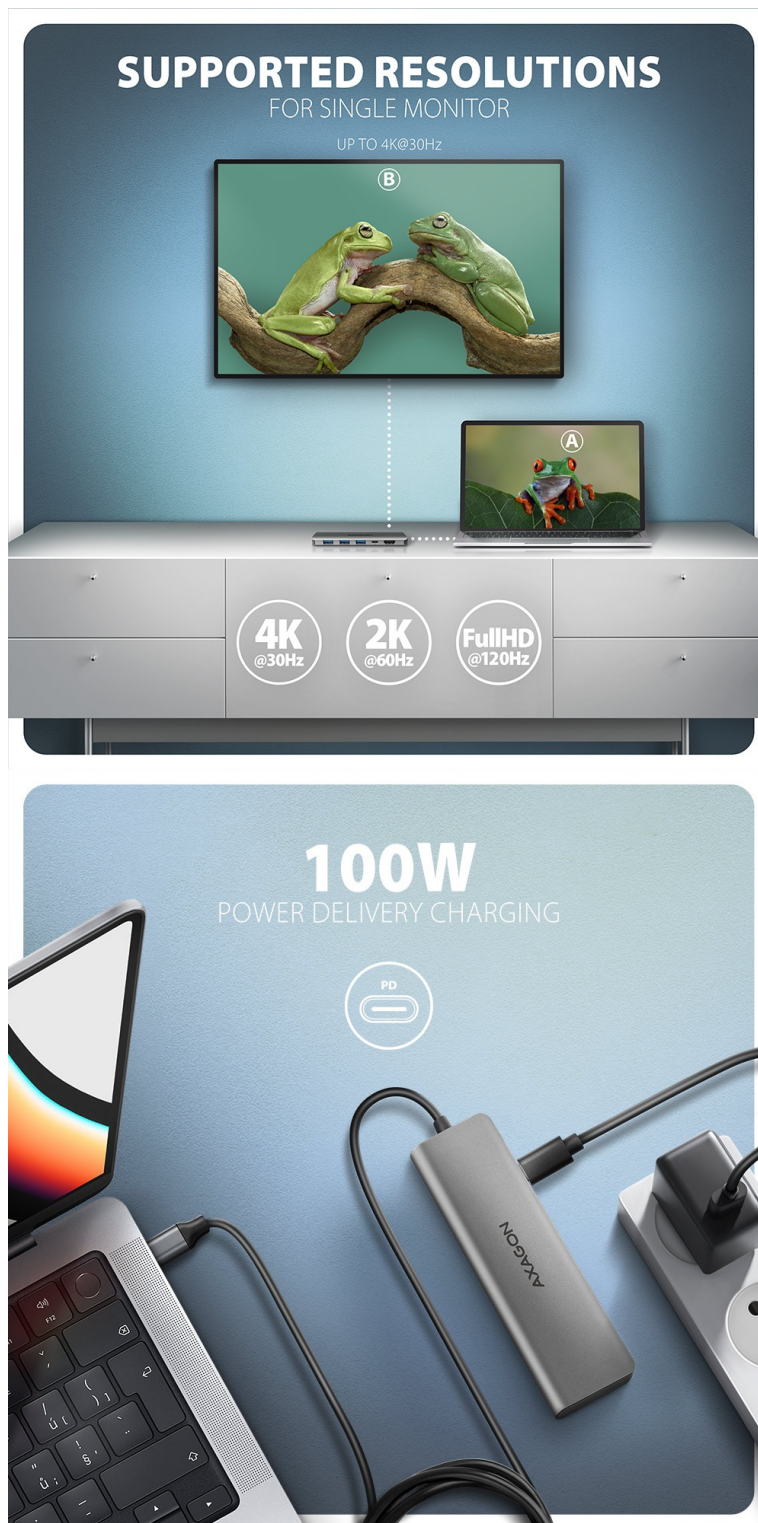 SUPPORTED RESOLUTIONS
FOR SINGLE MONITOR
UP TO 4K@30Hz
B
A
4K
@30Hz
2K
@60Hz
FullHD
@120Hz
100W
POWER DELIVERY CHARGING
PD
AXAGON
F12
/ (
ú [ ) ]
" !
ů ; § ,